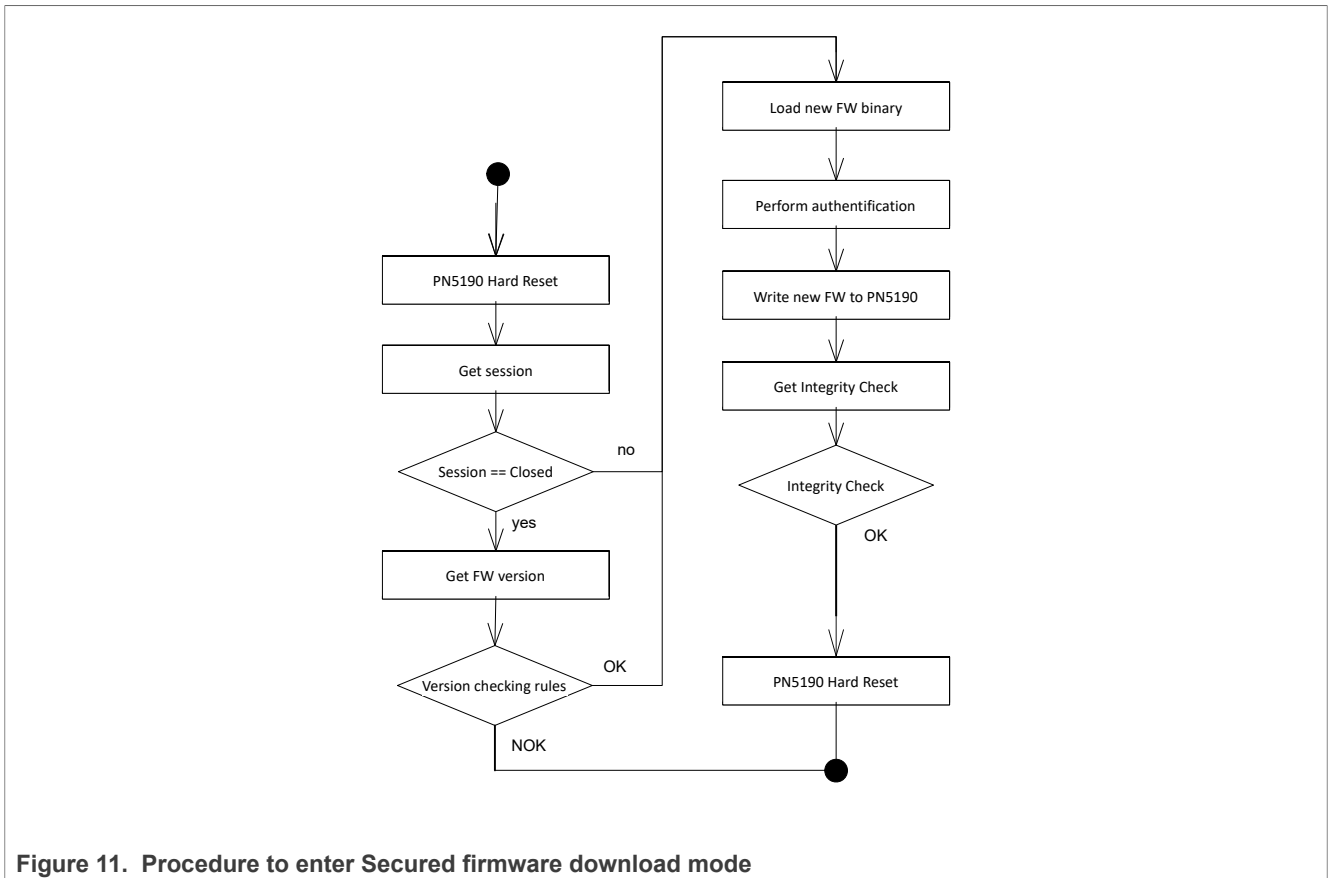 PN5190 Hard Reset
Get session
Session == Closed
no
yes
Get FW version
Version checking rules
OK
NOK
Load new FW binary
Perform authentification
Write new FW to PN5190
Get Integrity Check
Integrity Check
OK
PN5190 Hard Reset
Figure 11. Procedure to enter Secured firmware download mode